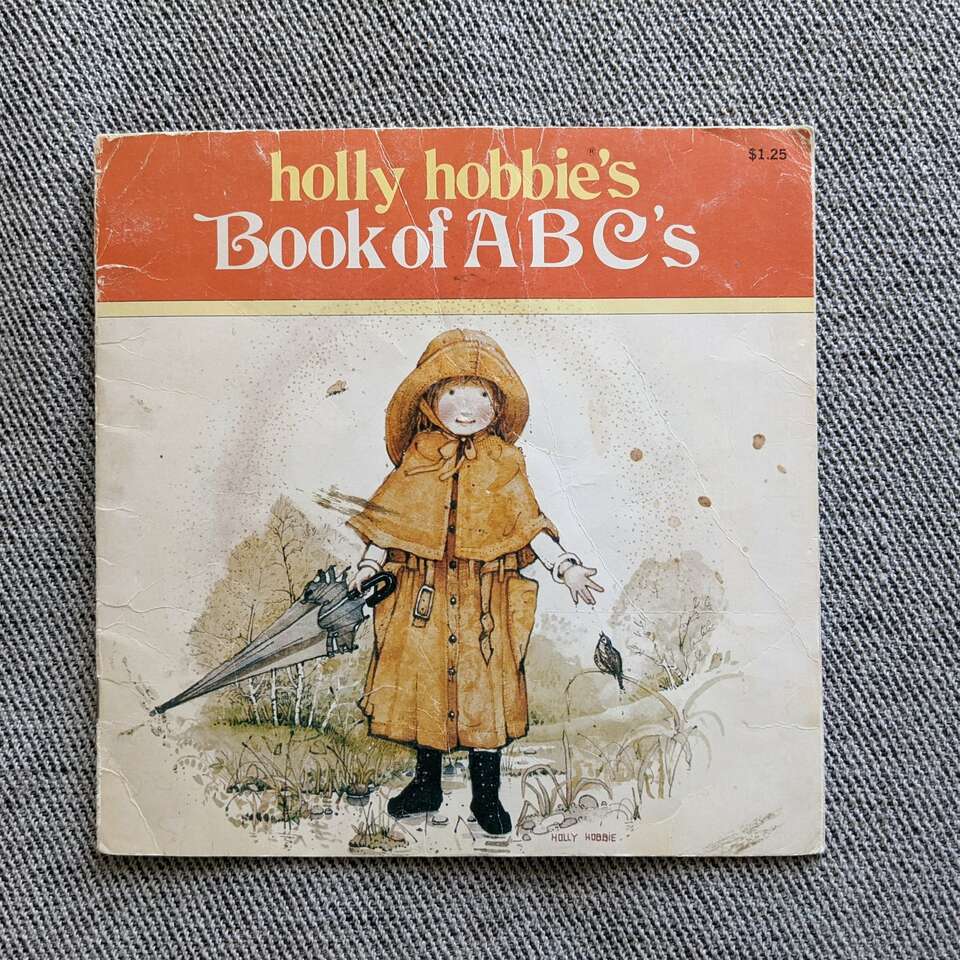 $1.25
holly hobbie's®
Book of ABC's
HOLLY HOBBIE